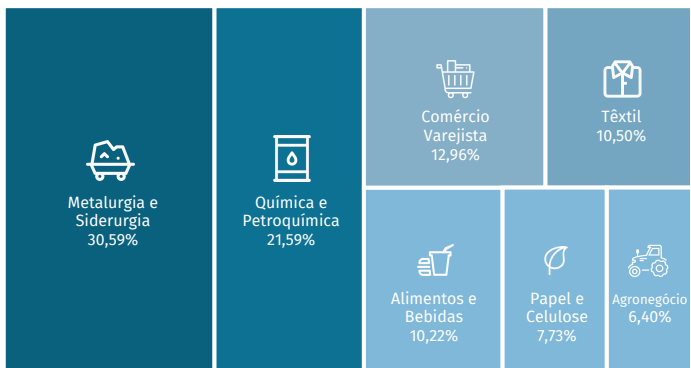 Metalurgia e
Siderurgia
30,59%
Química e
Petroquímica
21,59%
Comércio
Varejista
12,96%
Têxtil
10,50%
Alimentos e
Bebidas
10,22%
Papel e
Celulose
7,73%
Agronegócio
6,40%